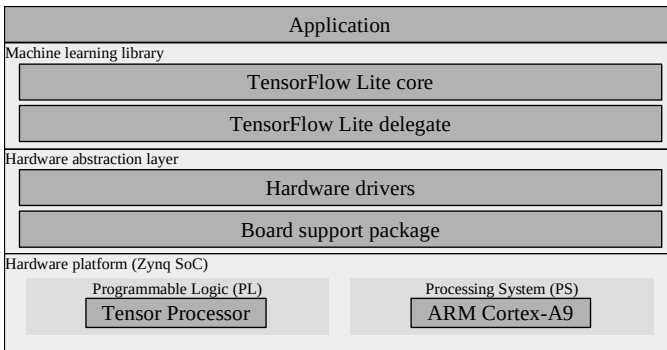 Application
Machine learning library
TensorFlow Lite core
TensorFlow Lite delegate
Hardware abstraction layer
Hardware drivers
Board support package
Hardware platform (Zynq SoC)
Programmable Logic (PL)
Tensor Processor
Processing System (PS)
ARM Cortex-A9